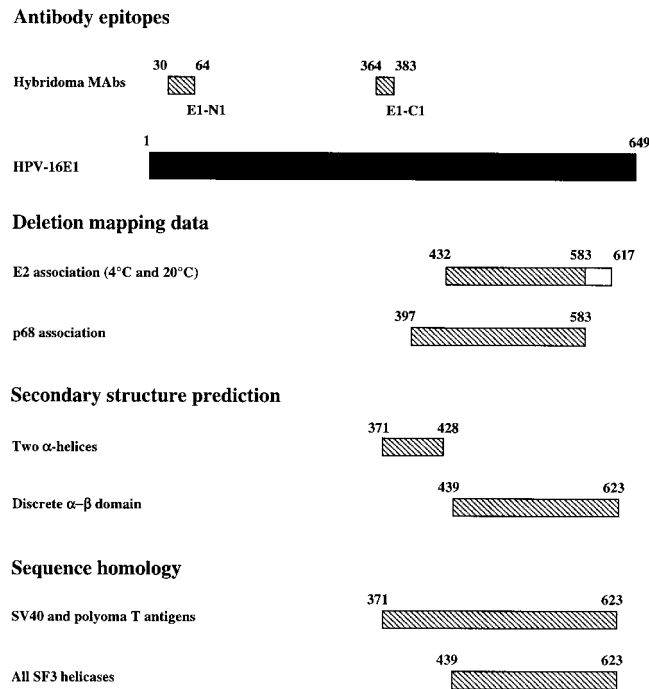 Antibody epitopes
30 64 364 383
Hybridoma MAbs
E1-N1 E1-C1
1 649
HPV-16E1
Deletion mapping data
432 583 617
E2 association (4°C and 20°C)
397 583
p68 association
Secondary structure prediction
371 428
Two α-helices
439 623
Discrete α-β domain
Sequence homology
371 623
SV40 and polyoma T antigens
439 623
All SF3 helicases